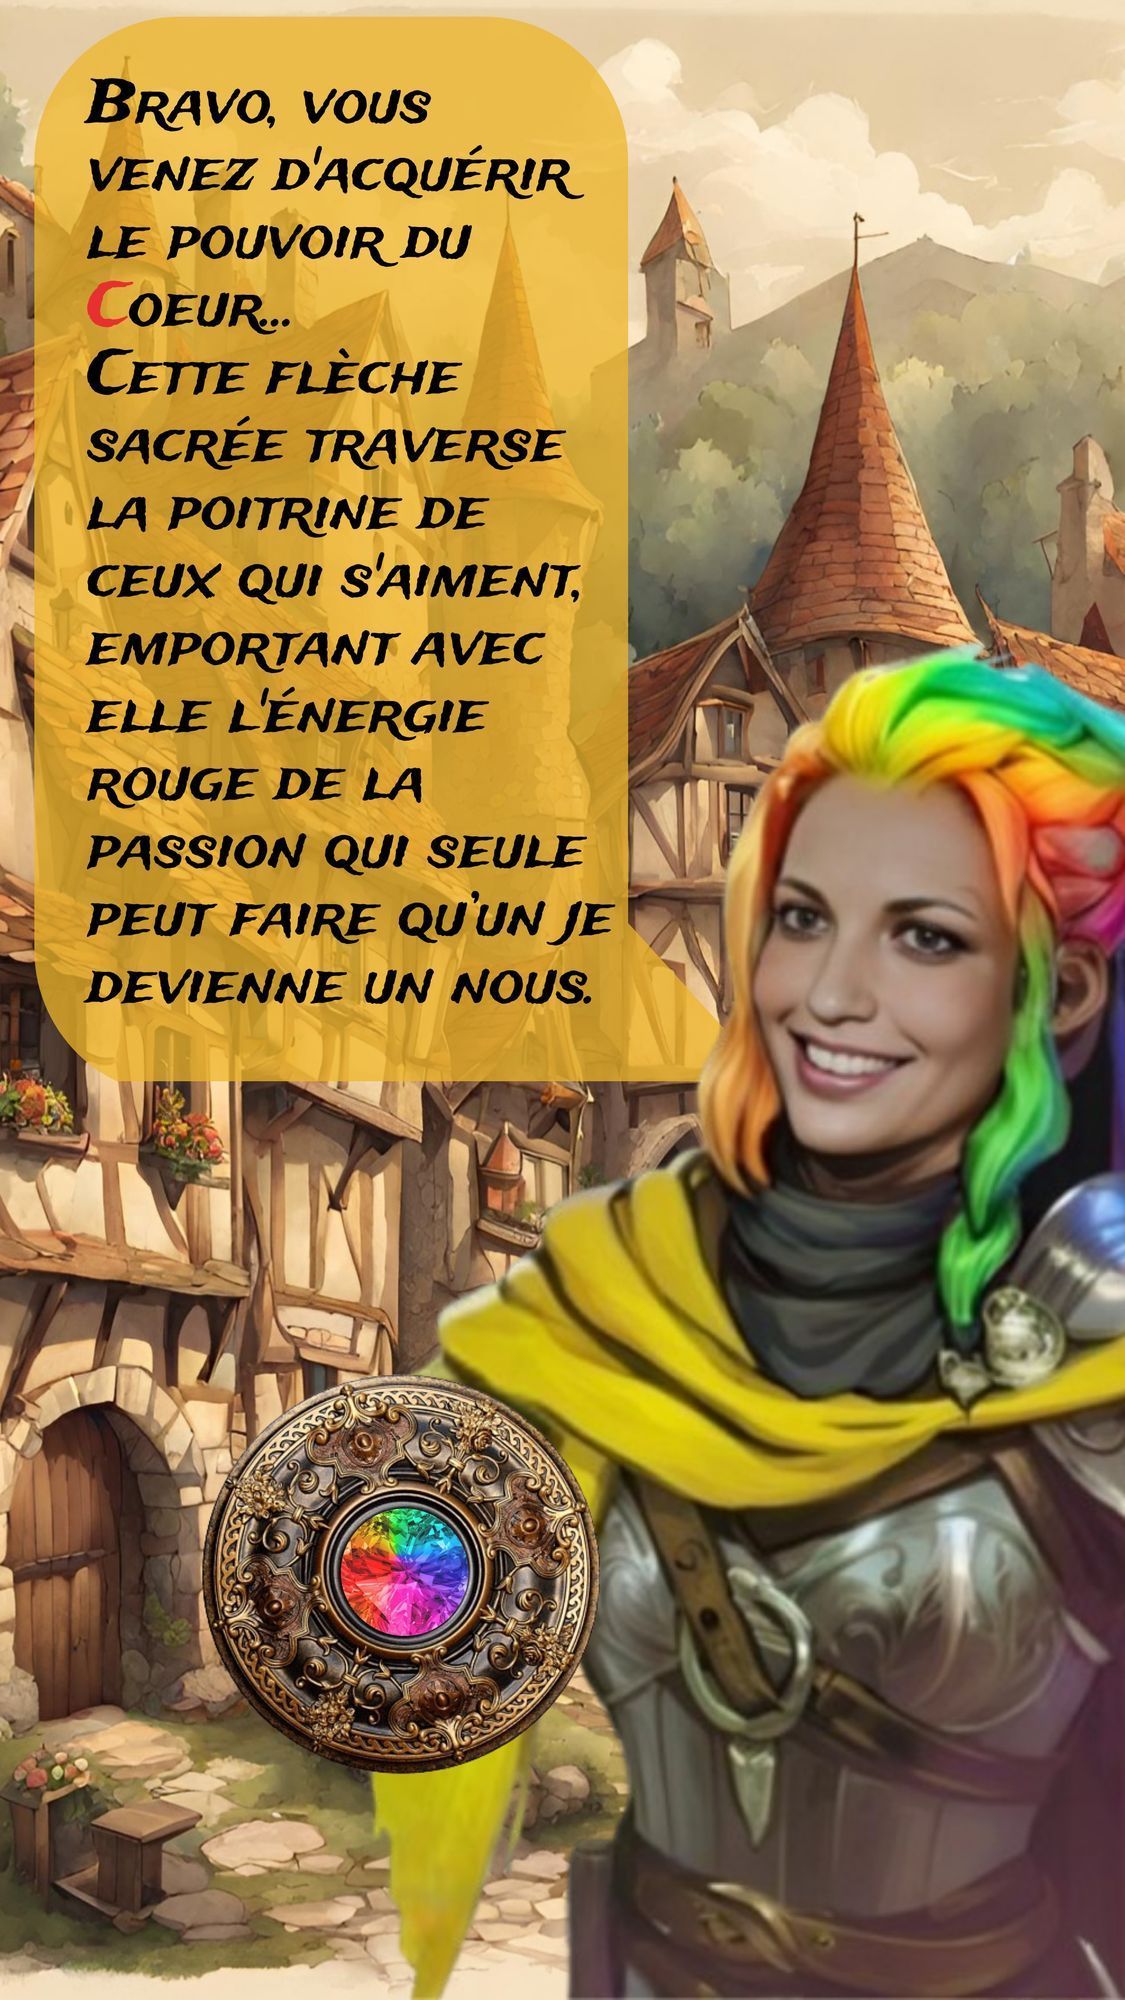 Bravo, vous
venez d'acquérir
le pouvoir du
Coeur...
Cette flèche
sacrée traverse
la poitrine de
ceux qui s'aiment,
emportant avec
elle l'énergie
rouge de la
passion qui seule
peut faire qu’un je
devienne un nous.